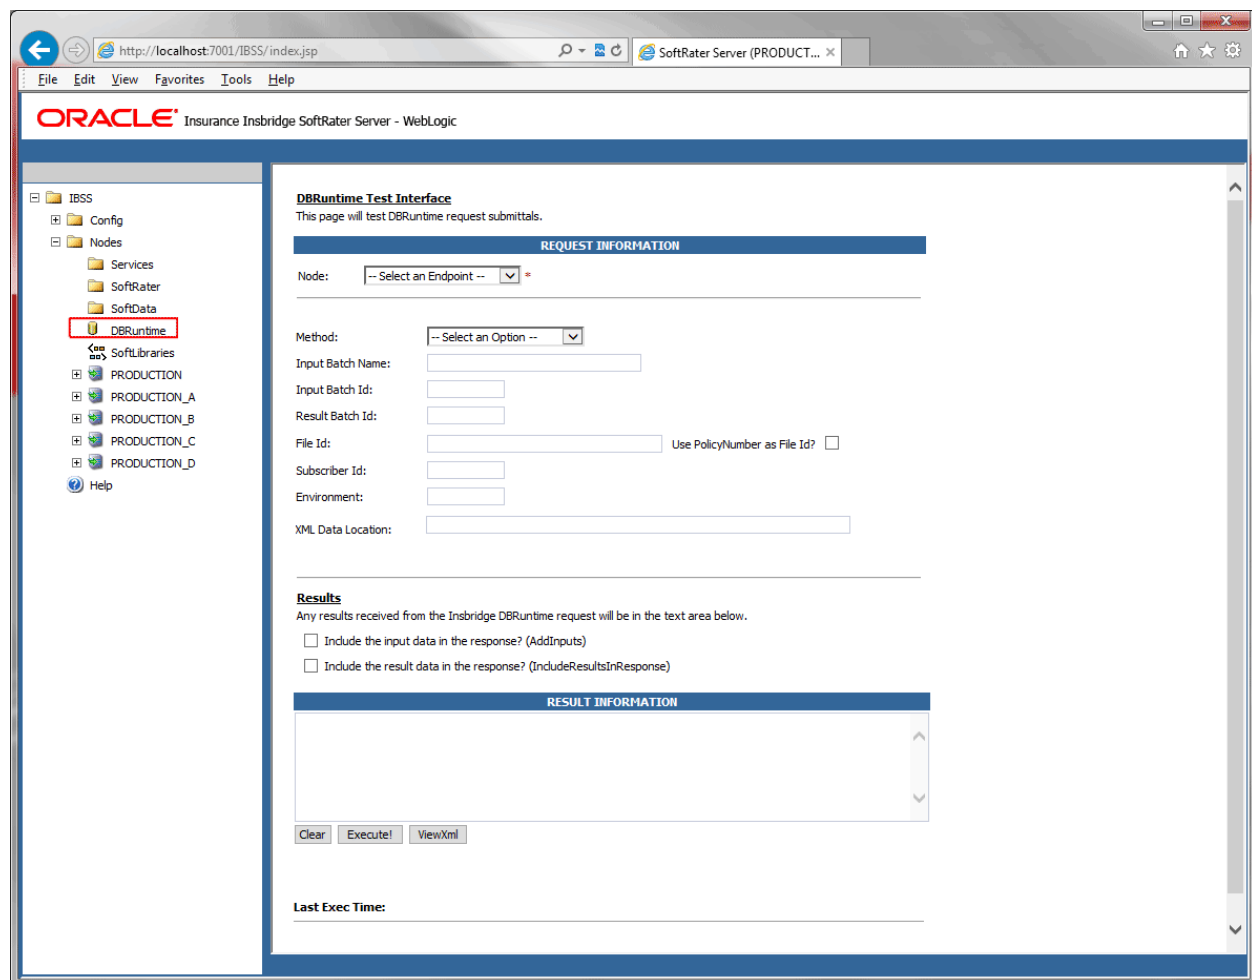 http://localhost:7001/IBSS/index.jsp
SoftRater Server (PRODUCT...
File Edit View Favorites Tools Help
ORACLE Insurance Insbridge SoftRater Server - WebLogic
IBSS
Config
Nodes
Services
SoftRater
SoftData
DBRuntime
SoftLibraries
PRODUCTION
PRODUCTION_A
PRODUCTION_B
PRODUCTION_C
PRODUCTION_D
Help
DBRuntime Test Interface
This page will test DBRuntime request submittals.
REQUEST INFORMATION
Node: -- Select an Endpoint -- *
Method: -- Select an Option --
Input Batch Name:
Input Batch Id:
Result Batch Id:
File Id: Use PolicyNumber as File Id?
Subscriber Id:
Environment:
XML Data Location:
Results
Any results received from the Insbridge DBRuntime request will be in the text area below.
Include the input data in the response? (AddInputs)
Include the result data in the response? (IncludeResultsInResponse)
RESULT INFORMATION
Clear Execute! ViewXml
Last Exec Time: